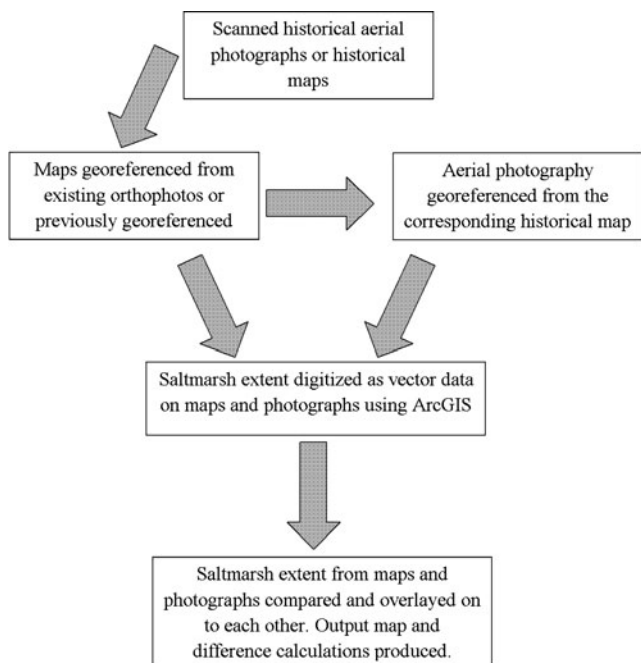 Scanned historical aerial
photographs or historical
maps
Maps georeferenced from
existing orthophotos or
previously georeferenced
Aerial photography
georeferenced from the
corresponding historical map
Saltmarsh extent digitized as vector data
on maps and photographs using ArcGIS
Saltmarsh extent from maps and
photographs compared and overlayed on
to each other. Output map and
difference calculations produced.